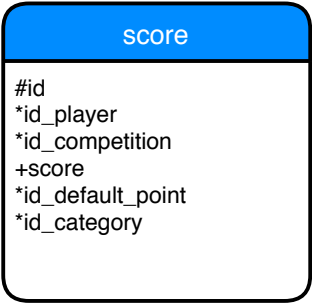 score
#id
*id_player
*id_competition
+score
*id_default_point
*id_category